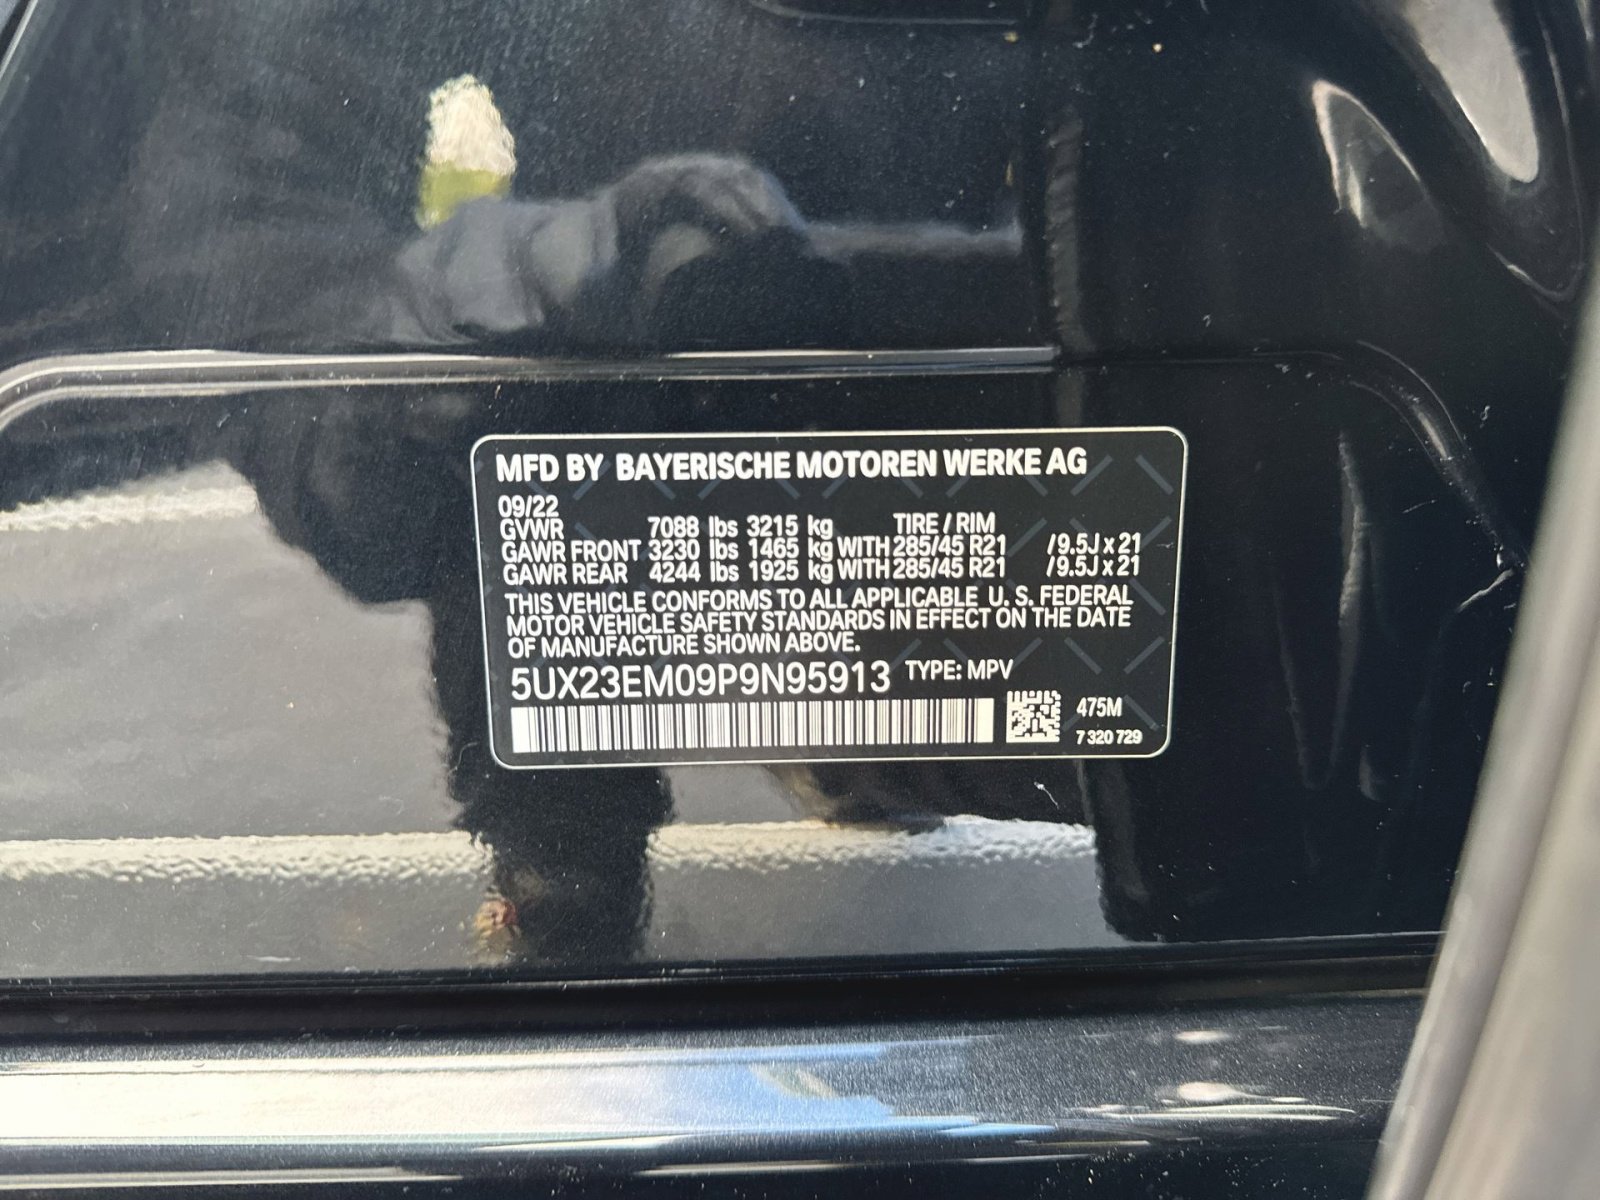 MFD BY BAYERISCHE MOTOREN WERKE AG
09/22
GVWR 7088 lbs 3215 kg TIRE / RIM
GAWR FRONT 3230 lbs 1465 kg WITH 285/45 R21 /9.5J x 21
GAWR REAR 4244 lbs 1925 kg WITH 285/45 R21 /9.5J x 21
THIS VEHICLE CONFORMS TO ALL APPLICABLE U. S. FEDERAL
MOTOR VEHICLE SAFETY STANDARDS IN EFFECT ON THE DATE
OF MANUFACTURE SHOWN ABOVE.
5UX23EM09P9N95913 TYPE: MPV
475M
7 320 729